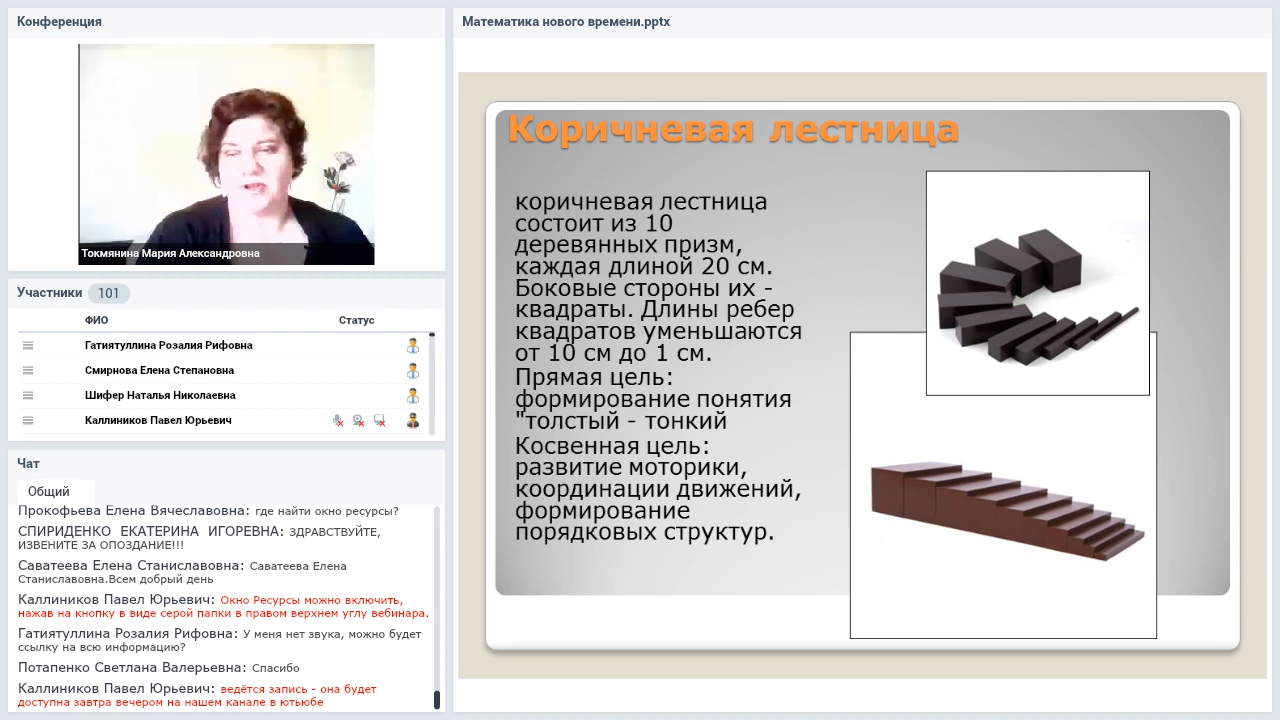 Конференция
Токмянина Мария Александровна
Участники 101
ФИО Статус
Гатиятуллина Розалия Рифовна
Смирнова Елена Степановна
Шифер Наталья Николаевна
Каллиников Павел Юрьевич
Чат
Общий
Прокофьева Елена Вячеславовна: где найти окно ресурсы?
СПИРИДЕНКО ЕКАТЕРИНА ИГОРЕВНА: ЗДРАВСТВУЙТЕ,
ИЗВЕНИТЕ ЗА ОПОЗДАНИЕ!!!
Саватеева Елена Станиславовна: Саватеева Елена
Станиславовна.Всем добрый день
Каллиников Павел Юрьевич: Окно Ресурсы можно включить,
нажав на кнопку в виде серой папки в правом верхнем углу вебинара.
Гатиятуллина Розалия Рифовна: У меня нет звука, можно будет
ссылку на всю информацию?
Потапенко Светлана Валерьевна: Спасибо
Каллиников Павел Юрьевич: ведётся запись - она будет
доступна завтра вечером на нашем канале в ютьюбе
Математика нового времени.pptx
Коричневая лестница
коричневая лестница
состоит из 10
деревянных призм,
каждая длиной 20 см.
Боковые стороны их -
квадраты. Длины ребер
квадратов уменьшаются
от 10 см до 1 см.
Прямая цель:
формирование понятия
"толстый - тонкий
Косвенная цель:
развитие моторики,
координации движений,
формирование
порядковых структур.